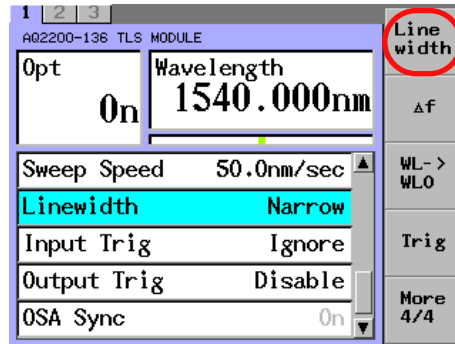 1 2 3
AQ2200-136 TLS MODULE
Opt
On
Wavelength
1540.000nm
Sweep Speed 50.0nm/sec
Linewidth Narrow
Input Trig Ignore
Output Trig Disable
OSA Sync On
Line
width
Δf
WL->
WL0
Trig
More
4/4